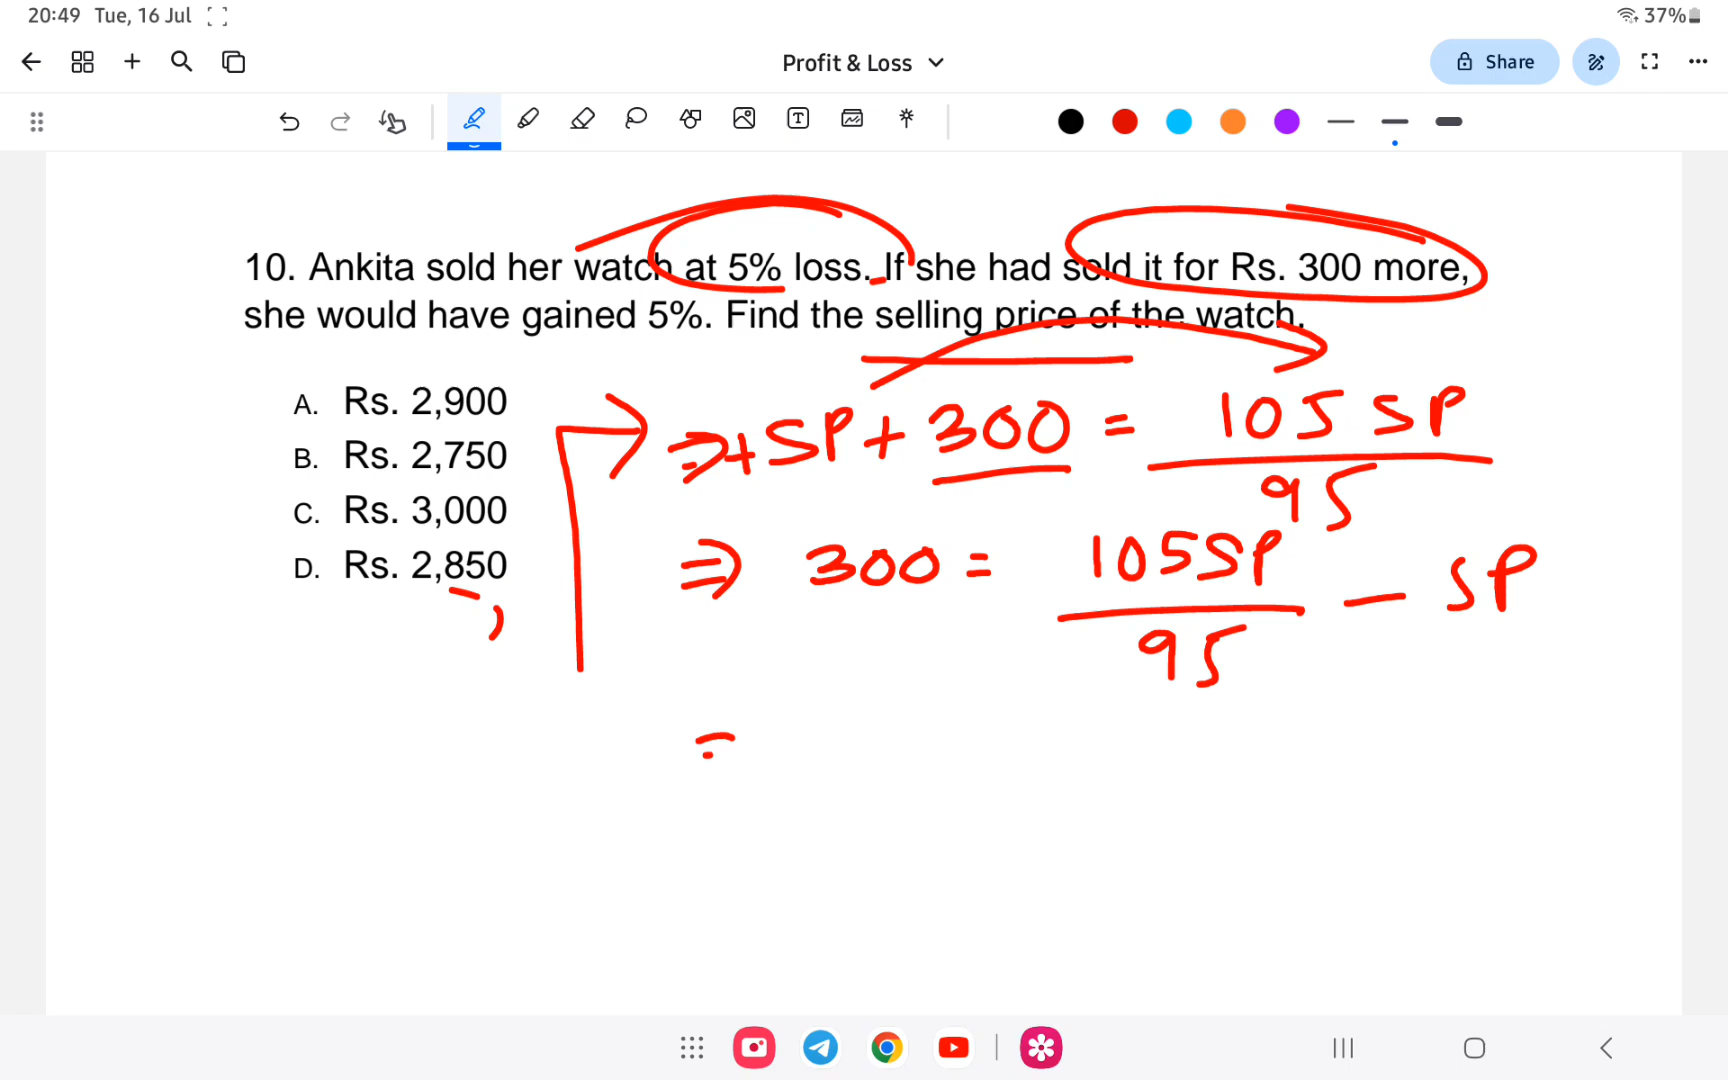 20:49 Tue, 16 Jul 37%
Profit & Loss Share
10. Ankita sold her watch at 5% loss. If she had sold it for Rs. 300 more,
she would have gained 5%. Find the selling price of the watch.
A. Rs. 2,900
B. Rs. 2,750
C. Rs. 3,000
D. Rs. 2,850
⇒ + SP + 300 = 105 SP
95
⇒ 300 = 105SP - SP
95
=